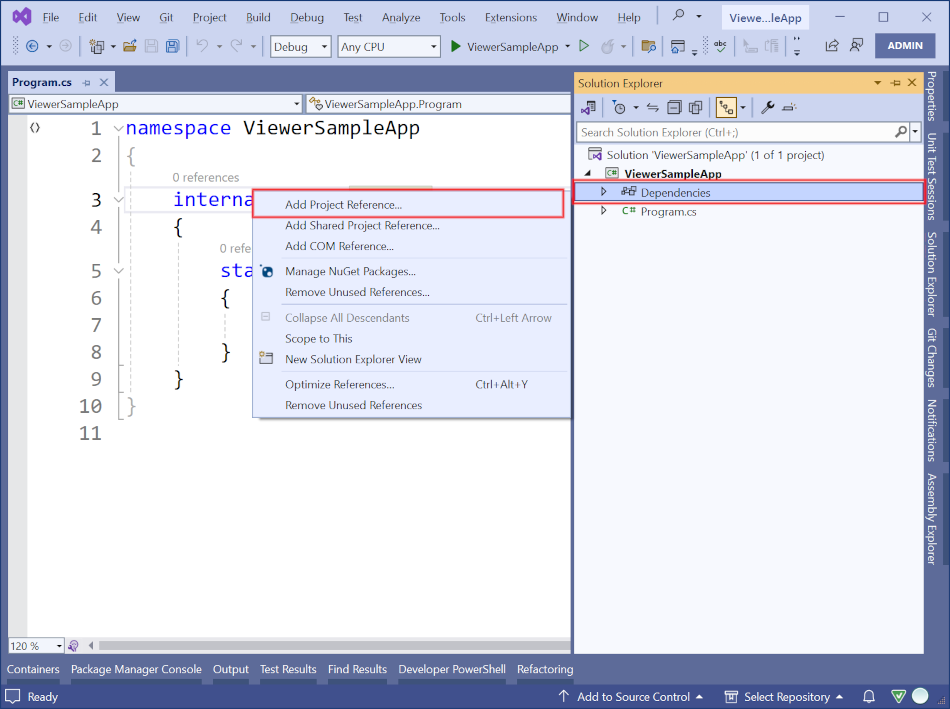 File Edit View Git Project Build Debug Test Analyze Tools Extensions Window Help Viewe...leApp
Debug Any CPU ViewerSampleApp abc ADMIN
Program.cs
C# ViewerSampleApp ViewerSampleApp.Program
1 namespace ViewerSampleApp
2 {
0 references
3 interna
4 {
0 refe
5 sta
6 {
7
8 }
9 }
10 }
11
Add Project Reference...
Add Shared Project Reference...
Add COM Reference...
Manage NuGet Packages...
Remove Unused References...
Collapse All Descendants Ctrl+Left Arrow
Scope to This
New Solution Explorer View
Optimize References... Ctrl+Alt+Y
Remove Unused References
Solution Explorer
Search Solution Explorer (Ctrl+;)
Solution 'ViewerSampleApp' (1 of 1 project)
C# ViewerSampleApp
Dependencies
C# Program.cs
Properties
Unit Test Sessions
Solution Explorer
Git Changes
Notifications
Assembly Explorer
120 %
Containers Package Manager Console Output Test Results Find Results Developer PowerShell Refactoring
Ready Add to Source Control Select Repository